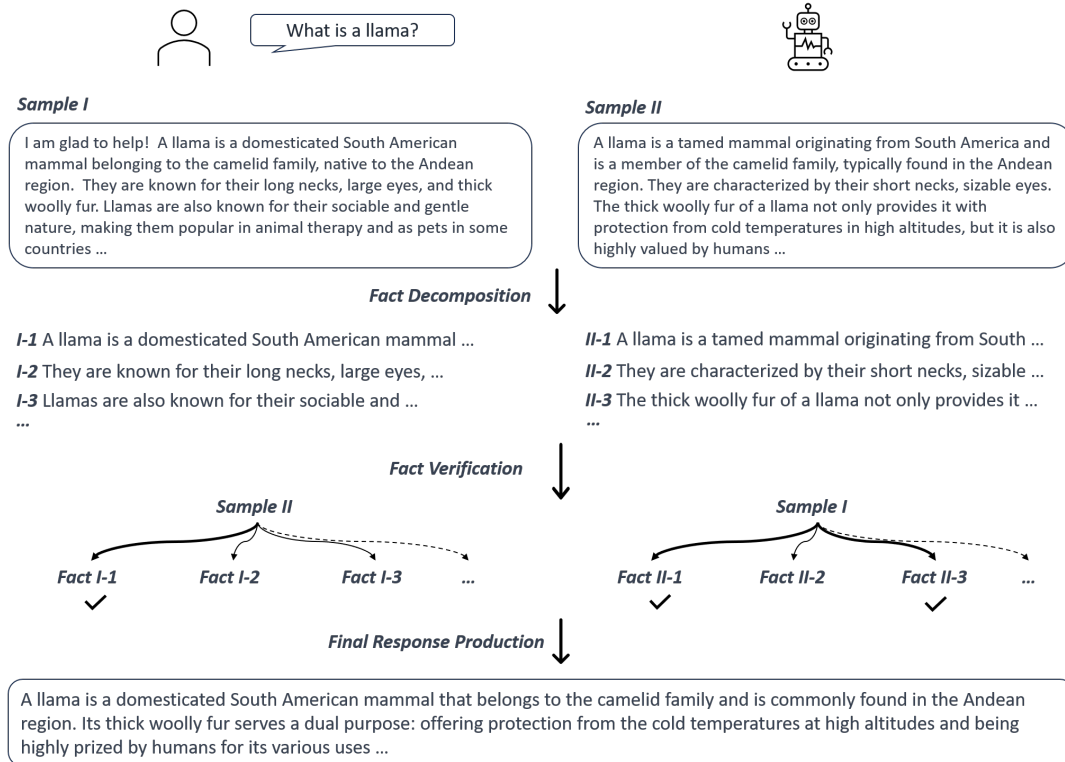 What is a llama?
Sample I
I am glad to help! A llama is a domesticated South American
mammal belonging to the camelid family, native to the Andean
region. They are known for their long necks, large eyes, and thick
woolly fur. Llamas are also known for their sociable and gentle
nature, making them popular in animal therapy and as pets in some
countries ...
Sample II
A llama is a tamed mammal originating from South America and
is a member of the camelid family, typically found in the Andean
region. They are characterized by their short necks, sizable eyes.
The thick woolly fur of a llama not only provides it with
protection from cold temperatures in high altitudes, but it is also
highly valued by humans ...
Fact Decomposition
I-1 A llama is a domesticated South American mammal ...
I-2 They are known for their long necks, large eyes, ...
I-3 Llamas are also known for their sociable and ...
...
II-1 A llama is a tamed mammal originating from South ...
II-2 They are characterized by their short necks, sizable ...
II-3 The thick woolly fur of a llama not only provides it ...
...
Fact Verification
Sample II
Fact I-1 Fact I-2 Fact I-3 ...
Sample I
Fact II-1 Fact II-2 Fact II-3 ...
Final Response Production
A llama is a domesticated South American mammal that belongs to the camelid family and is commonly found in the Andean
region. Its thick woolly fur serves a dual purpose: offering protection from the cold temperatures at high altitudes and being
highly prized by humans for its various uses ...